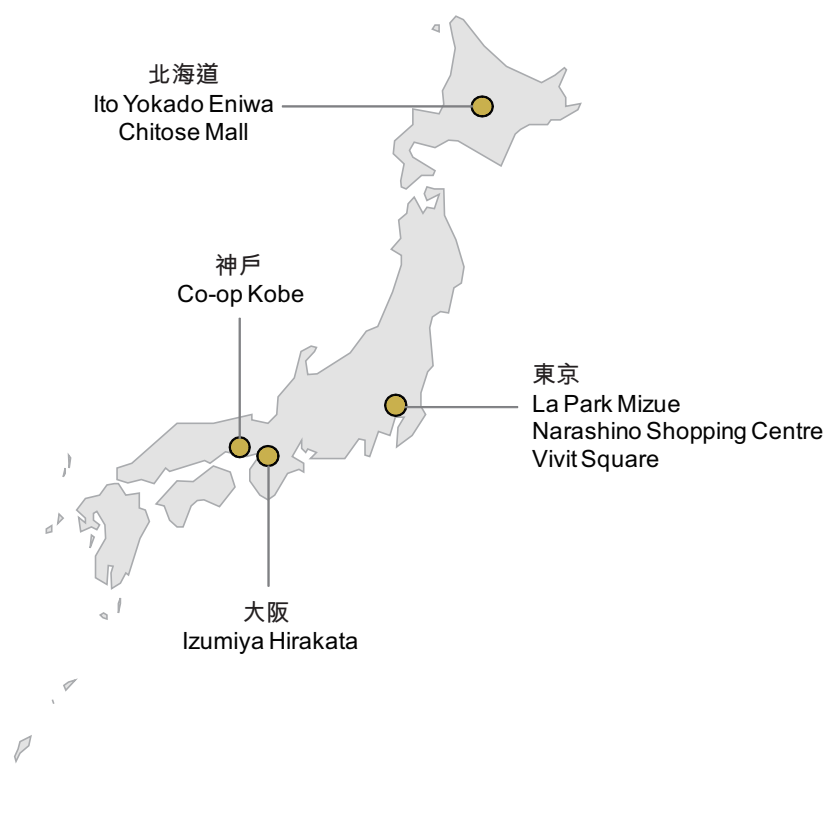 北海道
Ito Yokado Eniwa
Chitose Mall
神戶
Co-op Kobe
東京
La Park Mizue
Narashino Shopping Centre
Vivit Square
大阪
Izumiya Hirakata